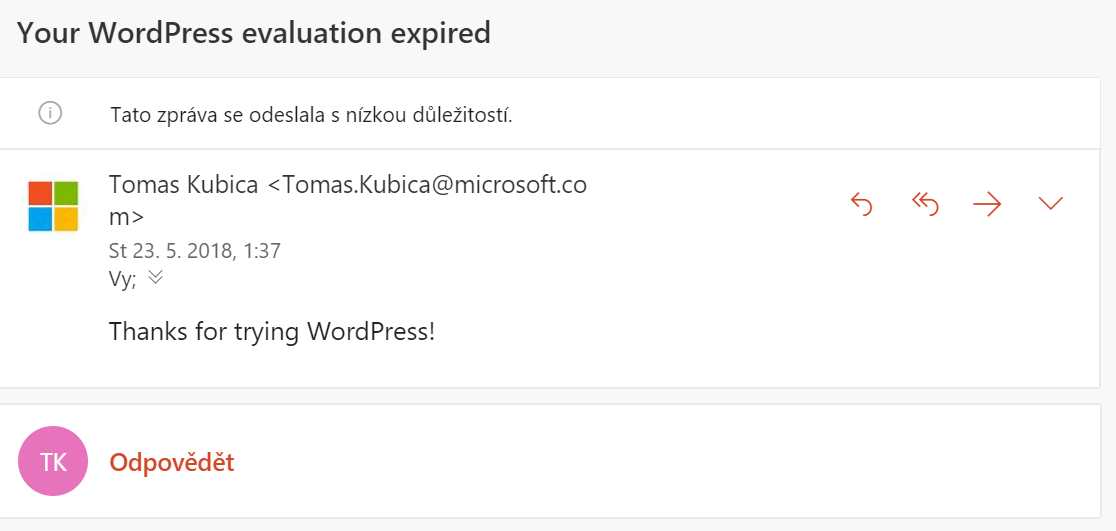 Your WordPress evaluation expired
Tato zpráva se odeslala s nízkou důležitostí.
Tomas Kubica <Tomas.Kubica@microsoft.co
m>
St 23. 5. 2018, 1:37
Vy;
Thanks for trying WordPress!
TK
Odpovědět